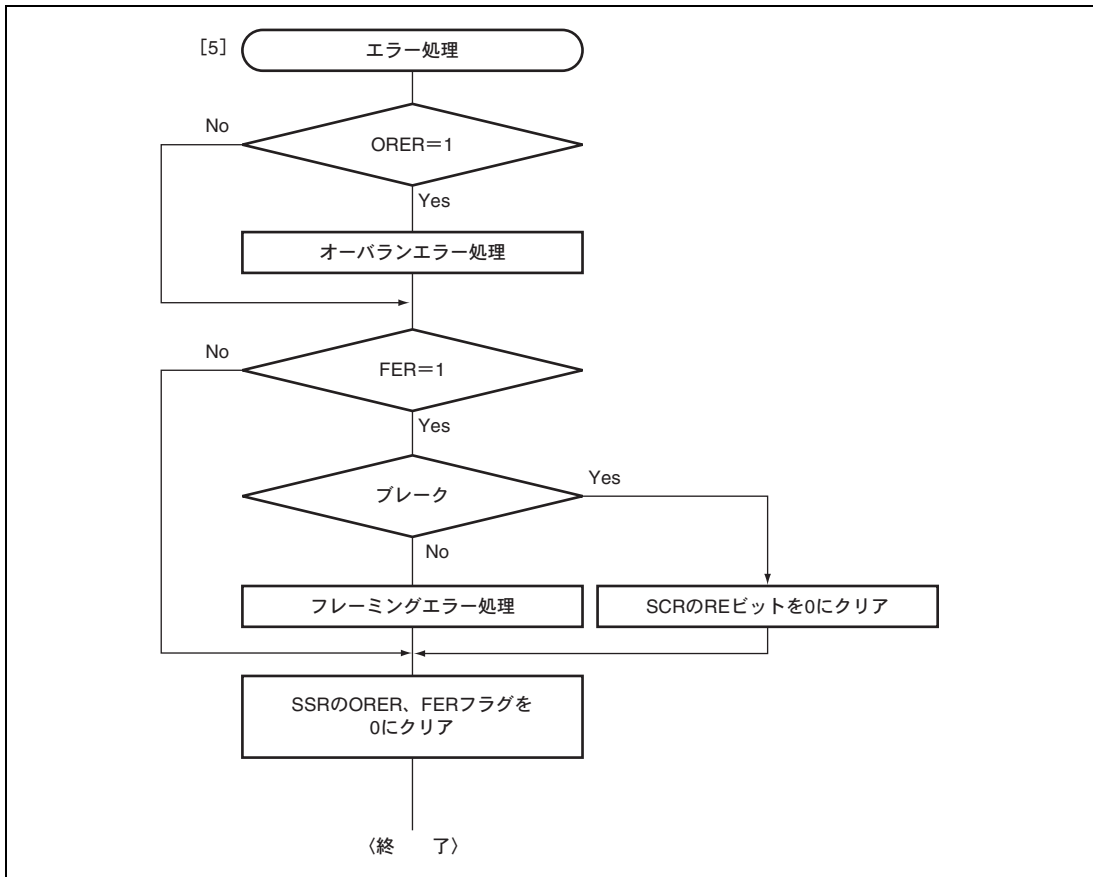 [5]
エラー処理
No
ORER＝1
Yes
オーバランエラー処理
No
FER＝1
Yes
Yes
ブレーク
No
フレーミングエラー処理
SCRのREビットを0にクリア
SSRのORER、FERフラグを
0にクリア
〈終　了〉